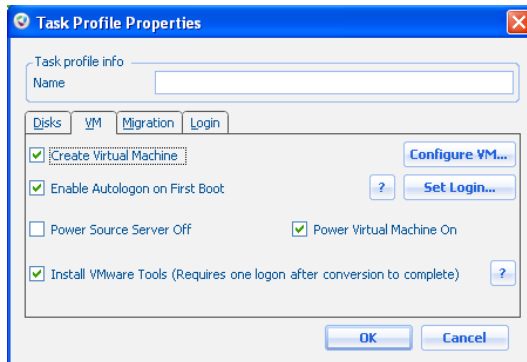 Task Profile Properties
Task profile info
Name
Disks VM Migration Login
Create Virtual Machine Configure VM...
Enable Autologon on First Boot ? Set Login...
Power Source Server Off Power Virtual Machine On
Install VMware Tools (Requires one logon after conversion to complete) ?
OK Cancel